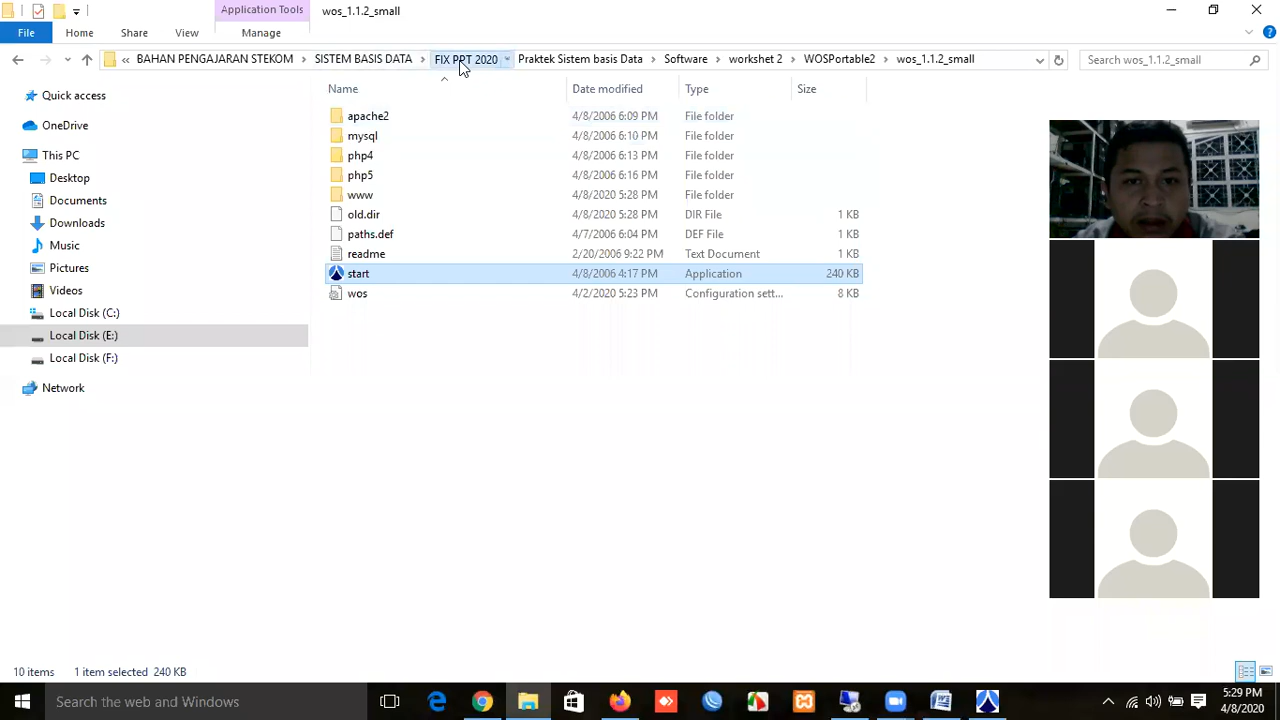 Application Tools
wos_1.1.2_small
File
Home
Share
View
Manage
« BAHAN PENGAJARAN STEKOM > SISTEM BASIS DATA > FIX PPT 2020 > Praktek Sistem basis Data > Software > workshet 2 > WOSPortable2 > wos_1.1.2_small
Search wos_1.1.2_small
Name
Date modified
Type
Size
Quick access
OneDrive
This PC
Desktop
Documents
Downloads
Music
Pictures
Videos
Local Disk (C:)
Local Disk (E:)
Local Disk (F:)
Network
apache2 4/8/2006 6:09 PM File folder
mysql 4/8/2006 6:10 PM File folder
php4 4/8/2006 6:13 PM File folder
php5 4/8/2006 6:16 PM File folder
www 4/8/2020 5:28 PM File folder
old.dir 4/8/2020 5:28 PM DIR File 1 KB
paths.def 4/7/2006 6:04 PM DEF File 1 KB
readme 2/20/2006 9:22 PM Text Document 1 KB
start 4/8/2006 4:17 PM Application 240 KB
wos 4/2/2020 5:23 PM Configuration sett... 8 KB
10 items 1 item selected 240 KB
Search the web and Windows
5:29 PM
4/8/2020